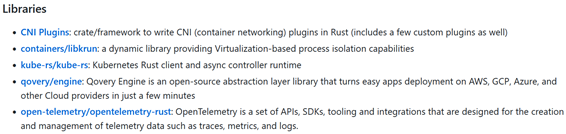 Libraries
• CNI Plugins: crate/framework to write CNI (container networking) plugins in Rust (includes a few custom plugins as well)
• containers/libkrun: a dynamic library providing Virtualization-based process isolation capabilities
• kube-rs/kube-rs: Kubernetes Rust client and async controller runtime
• qovery/engine: Qovery Engine is an open-source abstraction layer library that turns easy apps deployment on AWS, GCP, Azure, and
other Cloud providers in just a few minutes
• open-telemetry/opentelemetry-rust: OpenTelemetry is a set of APIs, SDKs, tooling and integrations that are designed for the creation
and management of telemetry data such as traces, metrics, and logs.